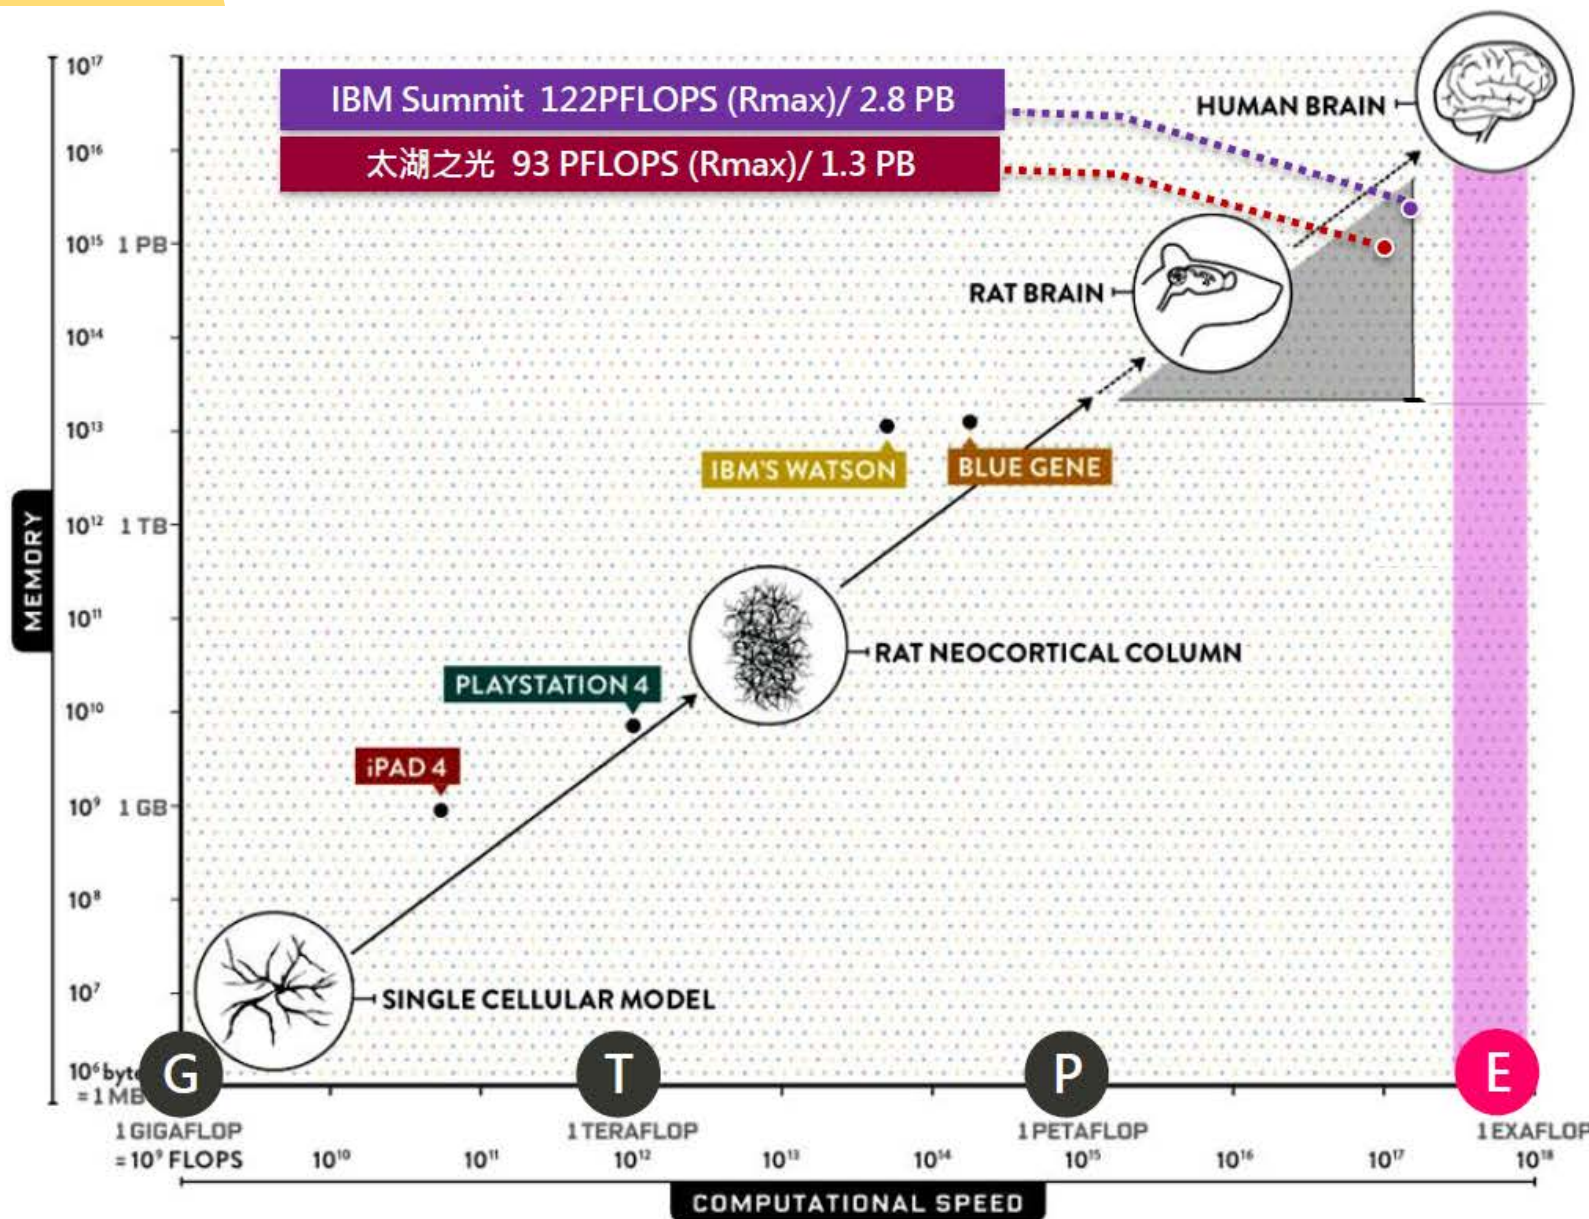 IBM Summit 122PFLOPS (Rmax)/ 2.8 PB
太湖之光 93 PFLOPS (Rmax)/ 1.3 PB
HUMAN BRAIN
RAT BRAIN
IBM'S WATSON
BLUE GENE
RAT NEOCORTICAL COLUMN
PLAYSTATION 4
iPAD 4
SINGLE CELLULAR MODEL
MEMORY
10¹⁷
10¹⁶
10¹⁵ 1 PB
10¹⁴
10¹³
10¹² 1 TB
10¹¹
10¹⁰
10⁹ 1 GB
10⁸
10⁷
10⁶ byte
= 1 MB
G T P E
1 GIGAFLOP 1 TERAFLOP 1 PETAFLOP 1 EXAFLOP
= 10⁹ FLOPS 10¹⁰ 10¹¹ 10¹² 10¹³ 10¹⁴ 10¹⁵ 10¹⁶ 10¹⁷ 10¹⁸
COMPUTATIONAL SPEED